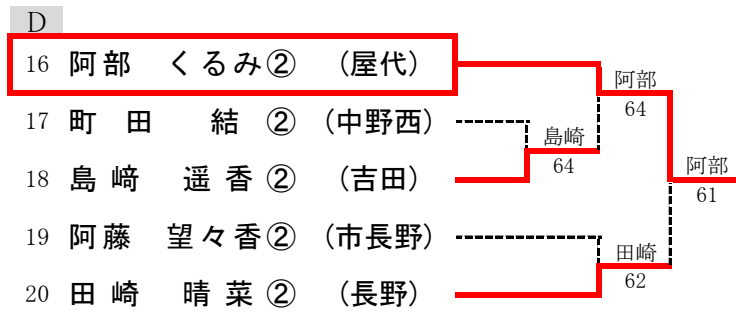 D
16 阿部 くるみ② (屋代)
阿部
64
17 町田 結② (中野西)
島崎
64
18 島﨑 遥香② (吉田)
阿部
61
19 阿藤 望々香② (市長野)
田崎
62
20 田崎 晴菜② (長野)